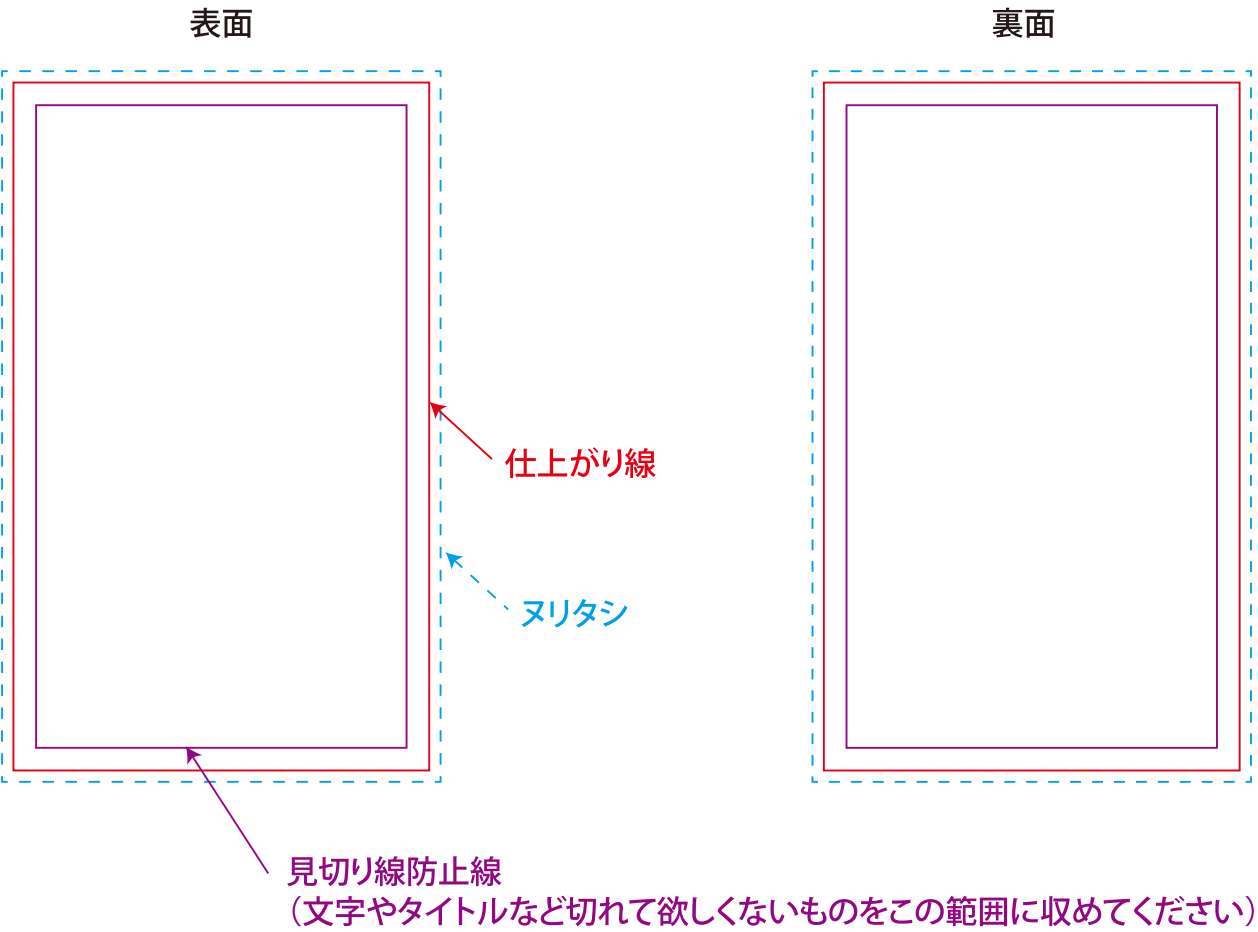 表面
裏面
仕上がり線
ヌリタシ
見切り線防止線
（文字やタイトルなど切れて欲しくないものをこの範囲に収めてください）